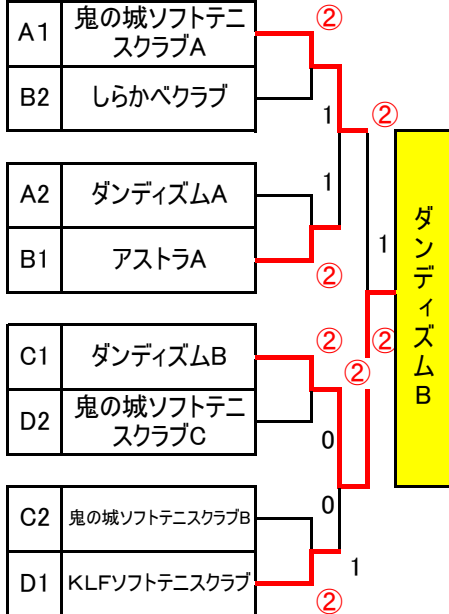 A1
鬼の城ソフトテニ
スクラブA
②
B2
しらかべクラブ
1
②
A2
ダンディズムA
1
B1
アストラA
②
1
C1
ダンディズムB
②
②
②
D2
鬼の城ソフトテニ
スクラブC
0
C2
鬼の城ソフトテニスクラブB
0
D1
KLFソフトテニスクラブ
1
②
ダンディズムB